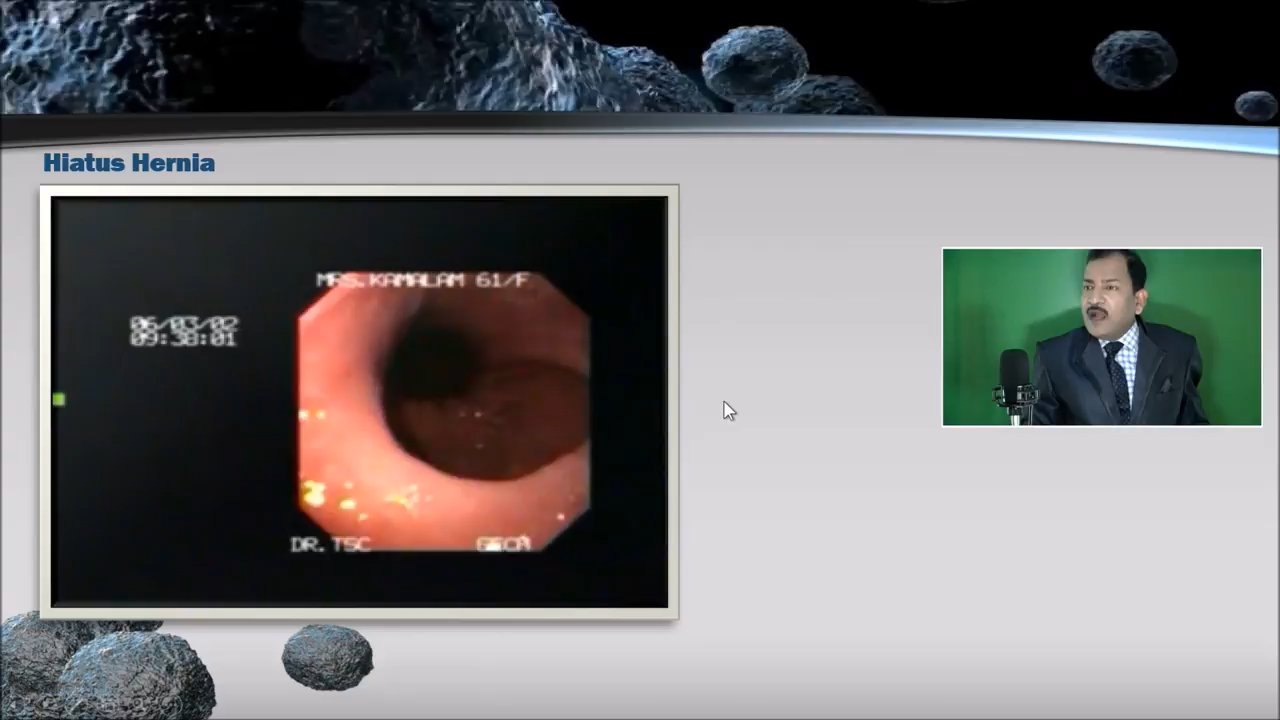 Hiatus Hernia
MRS.KAMALAM 61/F
06/03/02
09:38:01
DR.TSC